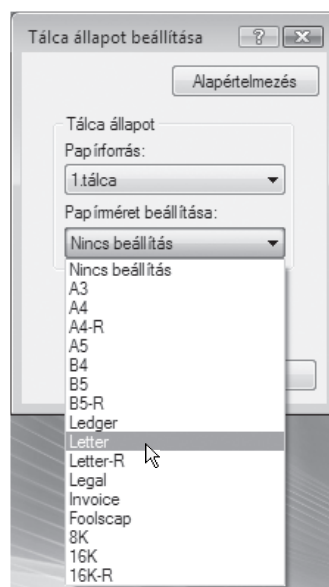 Tálca állapot beállítása
Alapértelmezés
Tálca állapot
Papírforrás:
1.tálca
Papírméret beállítása:
Nincs beállítás
Nincs beállítás
A3
A4
A4-R
A5
B4
B5
B5-R
Ledger
Letter
Letter-R
Legal
Invoice
Foolscap
8K
16K
16K-R